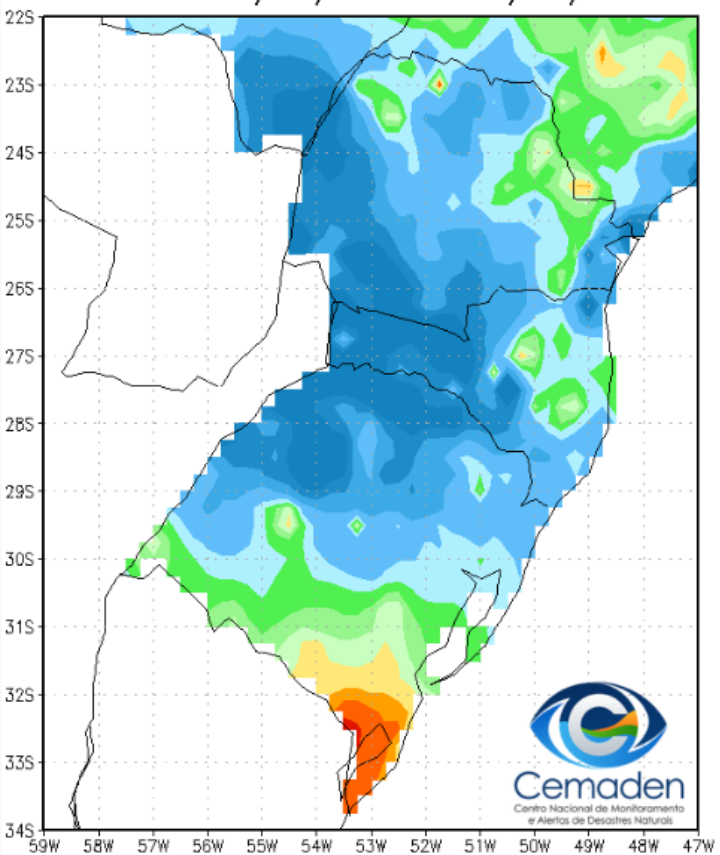 22S
23S
24S
25S
26S
27S
28S
29S
30S
31S
32S
33S
34S
59W 58W 57W 56W 55W 54W 53W 52W 51W 50W 49W 48W 47W
Cemaden
Centro Nacional de Monitoramento
e Alertas de Desastres Naturais